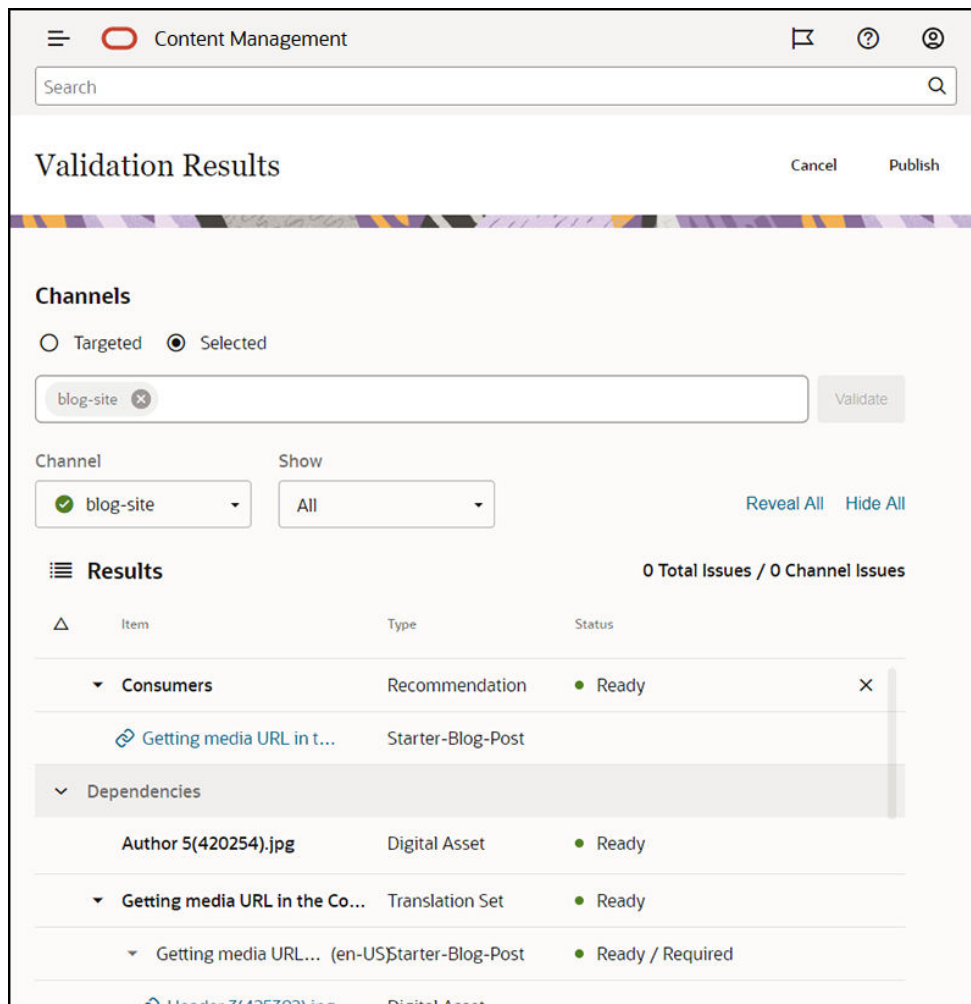 Content Management
Search
Validation Results Cancel Publish
Channels
Targeted Selected
blog-site Validate
Channel Show
blog-site All Reveal All Hide All
Results 0 Total Issues / 0 Channel Issues
Item Type Status
Consumers Recommendation Ready
Getting media URL in t... Starter-Blog-Post
Dependencies
Author 5(420254).jpg Digital Asset Ready
Getting media URL in the Co... Translation Set Ready
Getting media URL... (en-US) Starter-Blog-Post Ready / Required
Digital Asset